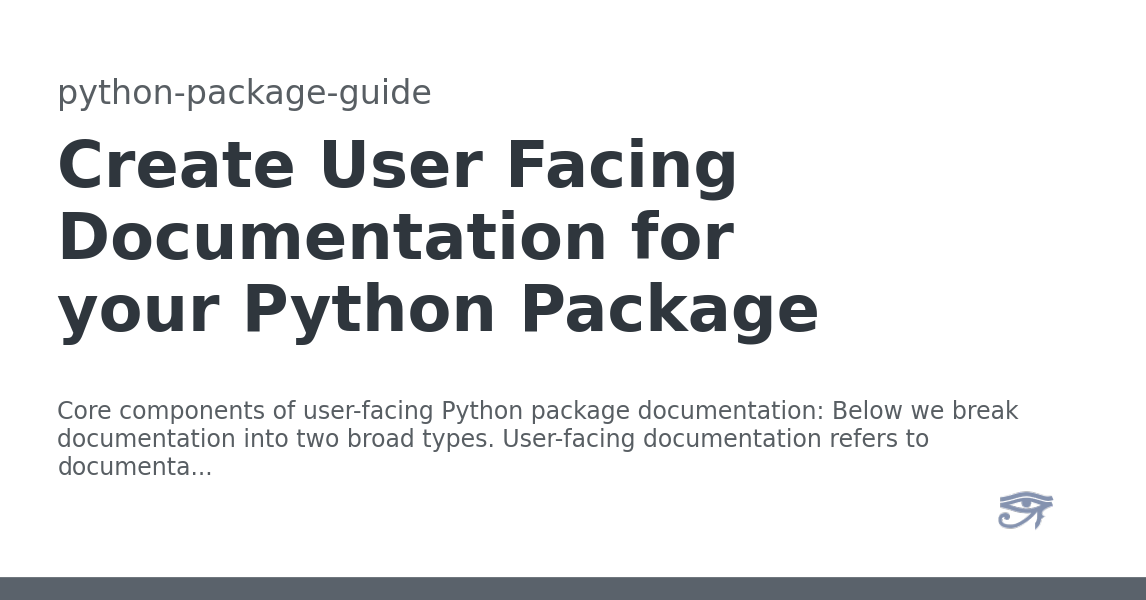 python-package-guide
Create User Facing
Documentation for
your Python Package
Core components of user-facing Python package documentation: Below we break
documentation into two broad types. User-facing documentation refers to
documenta...